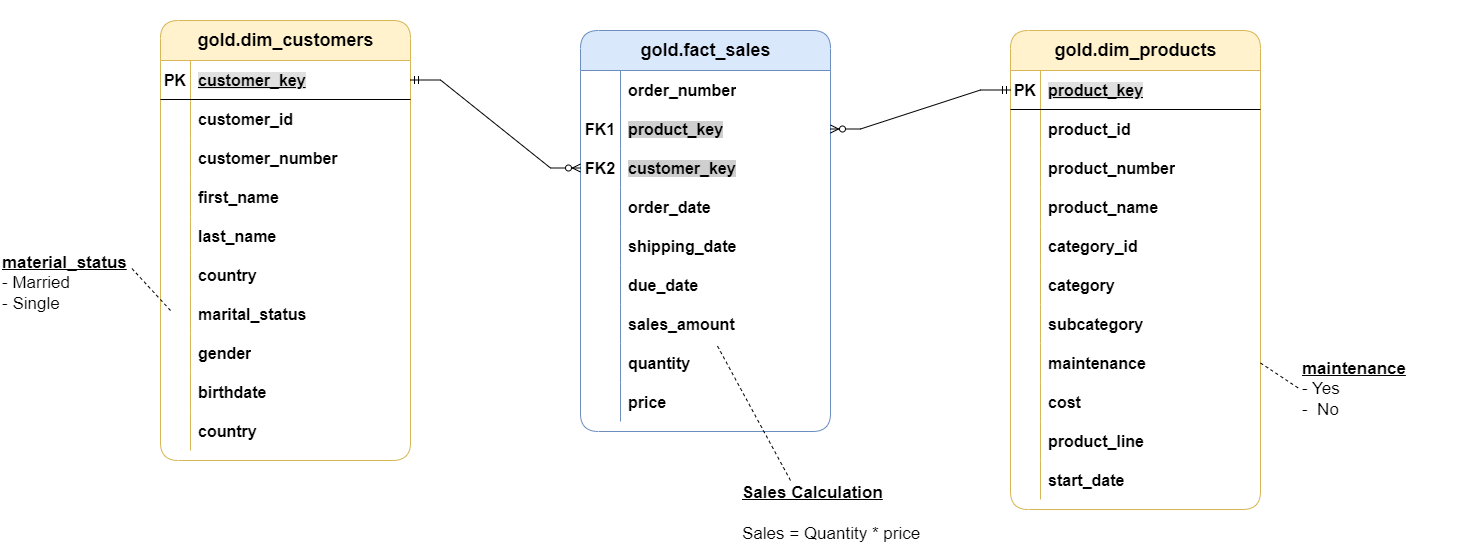 material_status
- Married
- Single
gold.dim_customers
PK customer_key
customer_id
customer_number
first_name
last_name
country
marital_status
gender
birthdate
country
gold.fact_sales
order_number
FK1 product_key
FK2 customer_key
order_date
shipping_date
due_date
sales_amount
quantity
price
Sales Calculation
Sales = Quantity * price
gold.dim_products
PK product_key
product_id
product_number
product_name
category_id
category
subcategory
maintenance
cost
product_line
start_date
maintenance
- Yes
- No